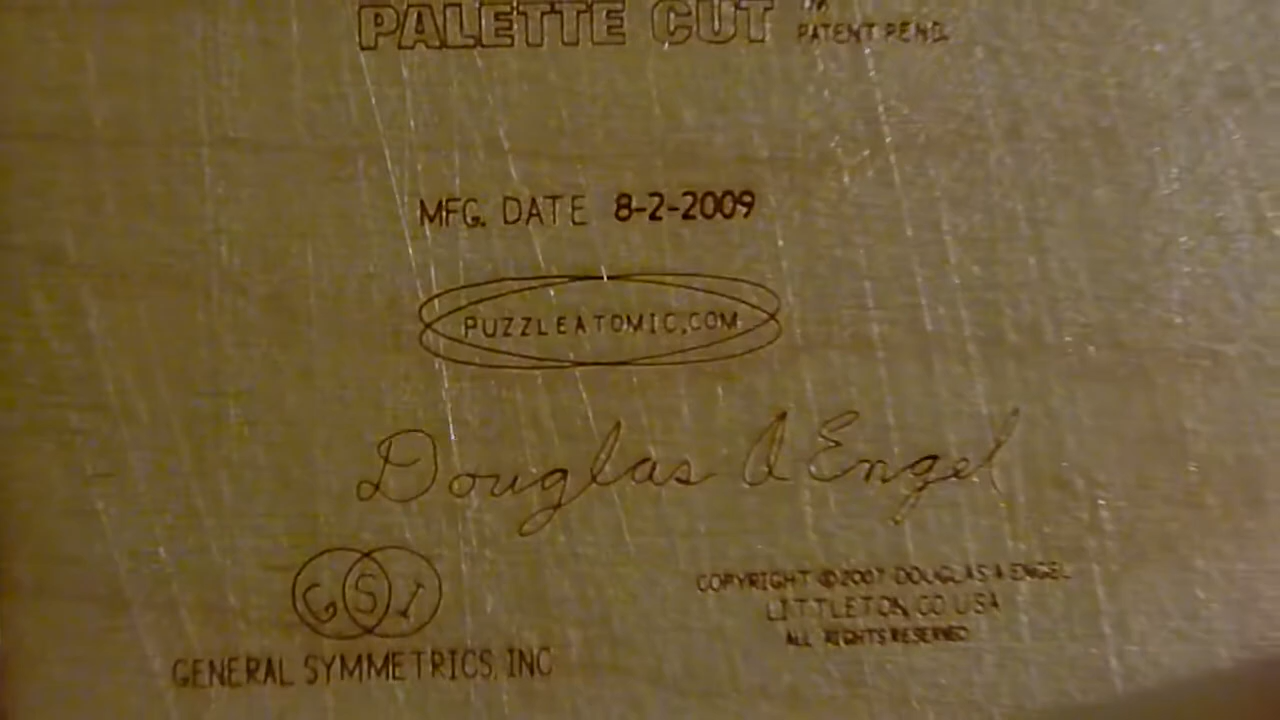 PALETTE CUT TM
PATENT PEND.
MFG. DATE 8-2-2009
PUZZLEATOMIC.COM
Douglas A Engel
GSI
GENERAL SYMMETRICS, INC
COPYRIGHT ©2007 DOUGLAS A ENGEL
LITTLETON, CO USA
ALL RIGHTS RESERVED